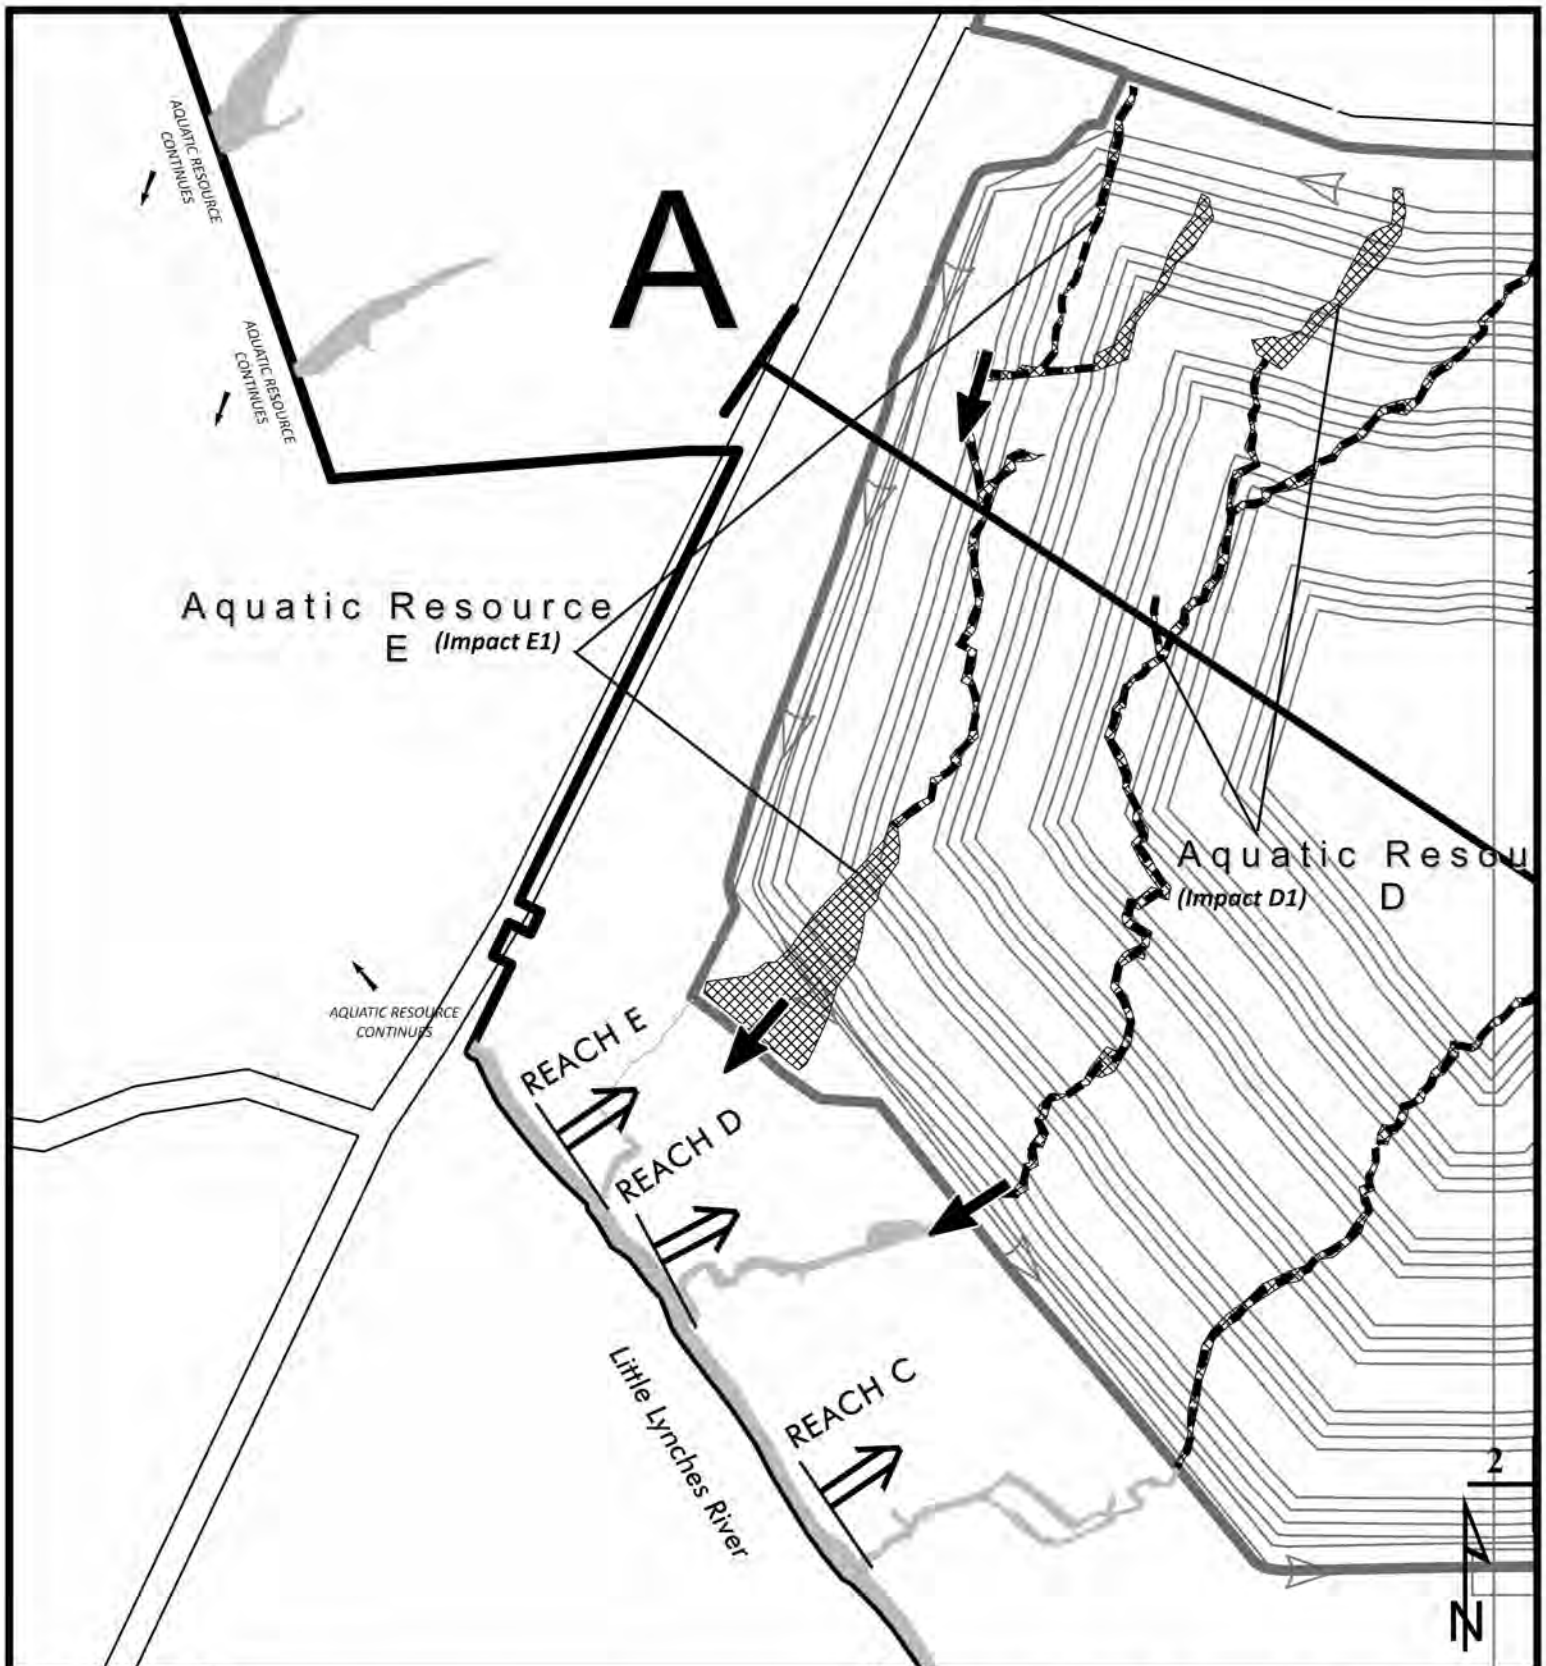 AQUATIC RESOURCE
CONTINUES
A
AQUATIC RESOURCE
CONTINUES
Aquatic Resource
E (Impact E1)
Aquatic Resou
(Impact D1) D
AQUATIC RESOURCE
CONTINUES
REACH E
REACH D
REACH C
Little Lynches River
2
N